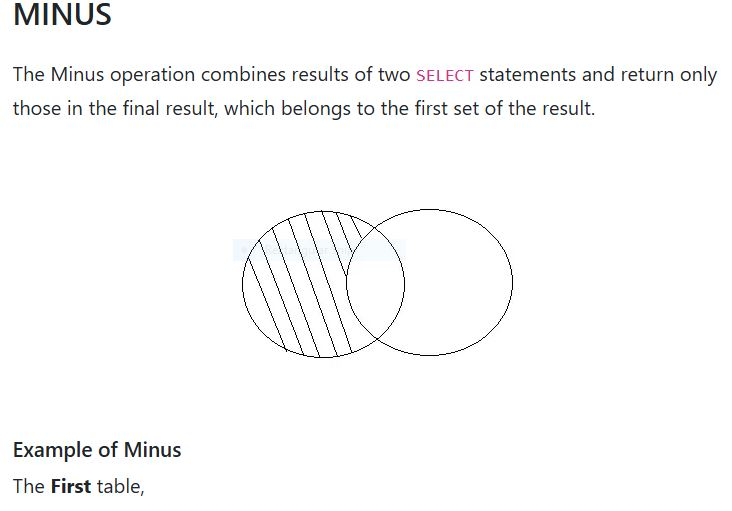 MINUS
The Minus operation combines results of two SELECT statements and return only
those in the final result, which belongs to the first set of the result.
Example of Minus
The First table,